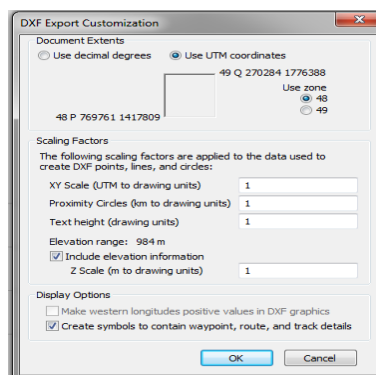 DXF Export Customization
Document Extents
Use decimal degrees
Use UTM coordinates
49 Q 270284 1776388
Use zone
48
48 P 769761 1417809
49
Scaling Factors
The following scaling factors are applied to the data used to
create DXF points, lines, and circles:
XY Scale (UTM to drawing units) 1
Proximity Circles (km to drawing units) 1
Text height (drawing units) 1
Elevation range: 984 m
Include elevation information
Z Scale (m to drawing units) 1
Display Options
Make western longitudes positive values in DXF graphics
Create symbols to contain waypoint, route, and track details
OK Cancel